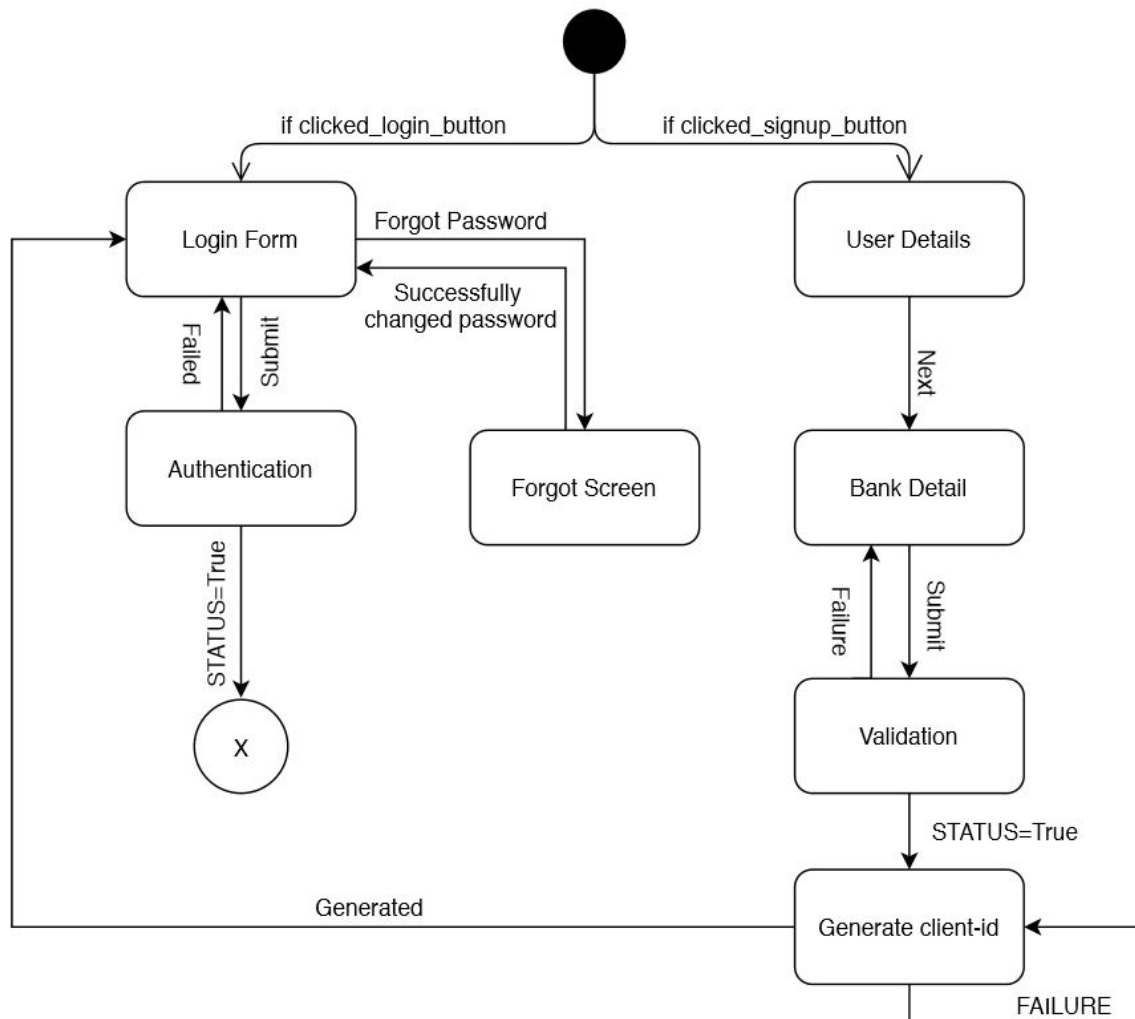 if clicked_login_button
if clicked_signup_button
Login Form
Forgot Password
User Details
Successfully
changed password
Failed
Submit
Next
Authentication
Forgot Screen
Bank Detail
STATUS=True
Failure
Submit
X
Validation
STATUS=True
Generated
Generate client-id
FAILURE